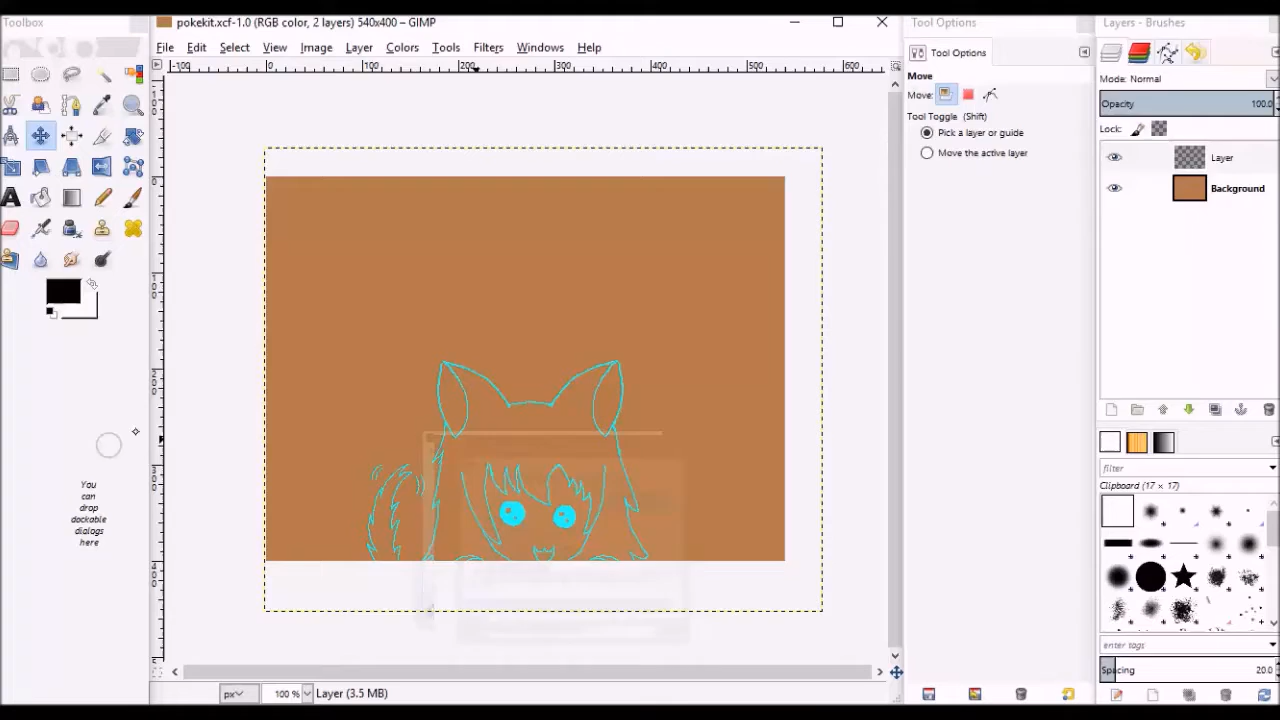 Toolbox
pokekit.xcf-1.0 (RGB color, 2 layers) 540x400 – GIMP
Tool Options
Layers - Brushes
File Edit Select View Image Layer Colors Tools Filters Windows Help
Tool Options
-100 0 100 200 300 400 500 600
Move
Mode: Normal
Move:
Opacity 100.0
Tool Toggle (Shift)
Lock:
Pick a layer or guide
Move the active layer
Layer
Background
filter
Clipboard (17 × 17)
You
can
drop
dockable
dialogs
here
enter tags
Spacing 20.0
px 100 % Layer (3.5 MB)